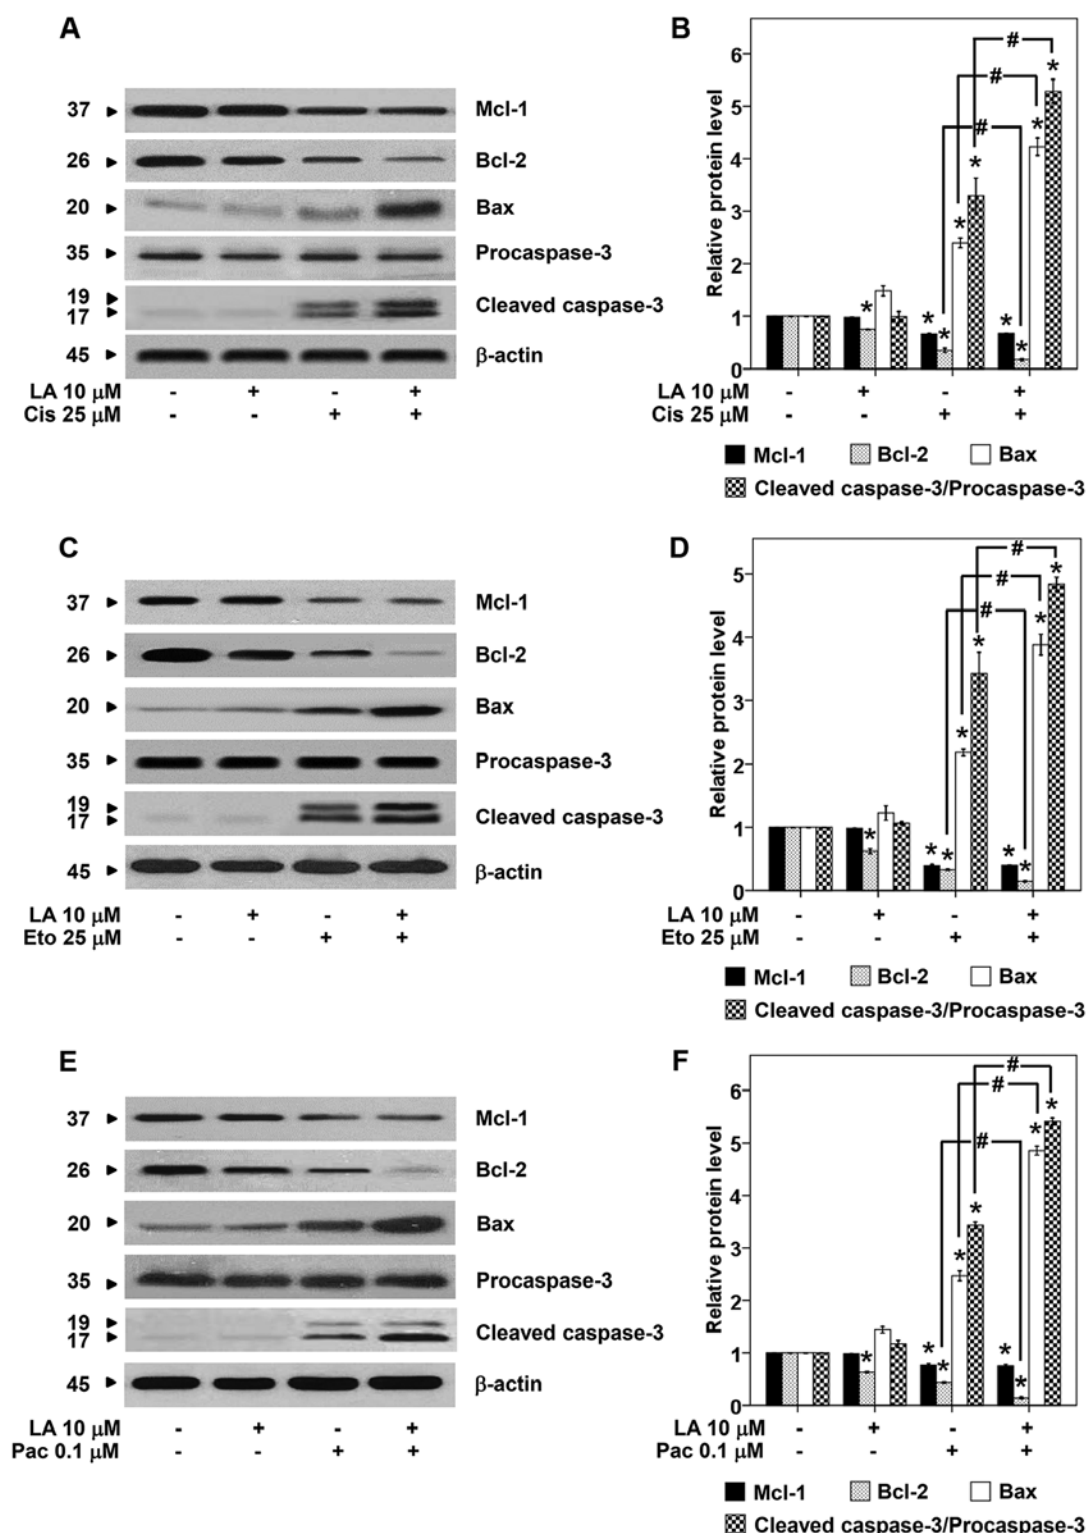 A
37 Mcl-1
26 Bcl-2
20 Bax
35 Procaspase-3
19
17 Cleaved caspase-3
45 β-actin
LA 10 μM - + - +
Cis 25 μM - - + +
B
Relative protein level
6
5
4
3
2
1
0
# # #
* * * * * * * * *
LA 10 μM - + - +
Cis 25 μM - - + +
Mcl-1 Bcl-2 Bax
Cleaved caspase-3/Procaspase-3
C
37 Mcl-1
26 Bcl-2
20 Bax
35 Procaspase-3
19
17 Cleaved caspase-3
45 β-actin
LA 10 μM - + - +
Eto 25 μM - - + +
D
Relative protein level
5
4
3
2
1
0
# # #
* * * * * * * * *
LA 10 μM - + - +
Eto 25 μM - - + +
Mcl-1 Bcl-2 Bax
Cleaved caspase-3/Procaspase-3
E
37 Mcl-1
26 Bcl-2
20 Bax
35 Procaspase-3
19
17 Cleaved caspase-3
45 β-actin
LA 10 μM - + - +
Pac 0.1 μM - - + +
F
Relative protein level
6
5
4
3
2
1
0
# # #
* * * * * * * * *
LA 10 μM - + - +
Pac 0.1 μM - - + +
Mcl-1 Bcl-2 Bax
Cleaved caspase-3/Procaspase-3